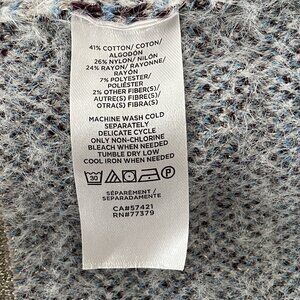 41% COTTON/ COTON/
ALGODÓN
26% NYLON/ NILÓN
24% RAYON/ RAYONNE/
RAYÓN
7% POLYESTER/
POLIÉSTER
2% OTHER FIBER(S)/
AUTRE(S) FIBRE(S)/
OTRA(S) FIBRA(S)
MACHINE WASH COLD
SEPARATELY
DELICATE CYCLE
ONLY NON-CHLORINE
BLEACH WHEN NEEDED
TUMBLE DRY LOW
COOL IRON WHEN NEEDED
30 P
SÉPARÉMENT /
SEPARADAMENTE
CA#57421
RN#77379